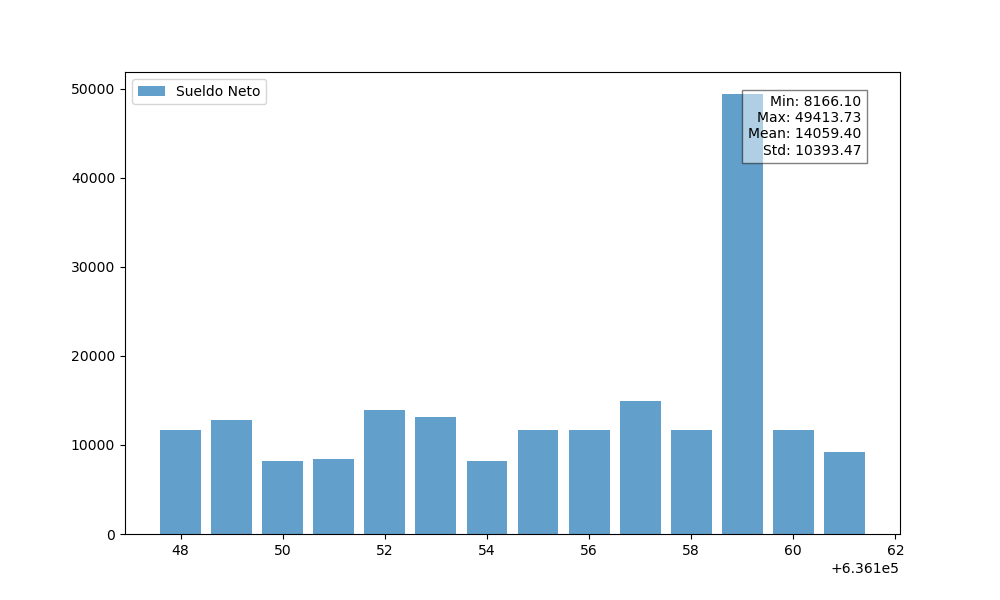 Sueldo Neto
Min: 8166.10
Max: 49413.73
Mean: 14059.40
Std: 10393.47
50000
40000
30000
20000
10000
0
48 50 52 54 56 58 60 62
+6.361e5